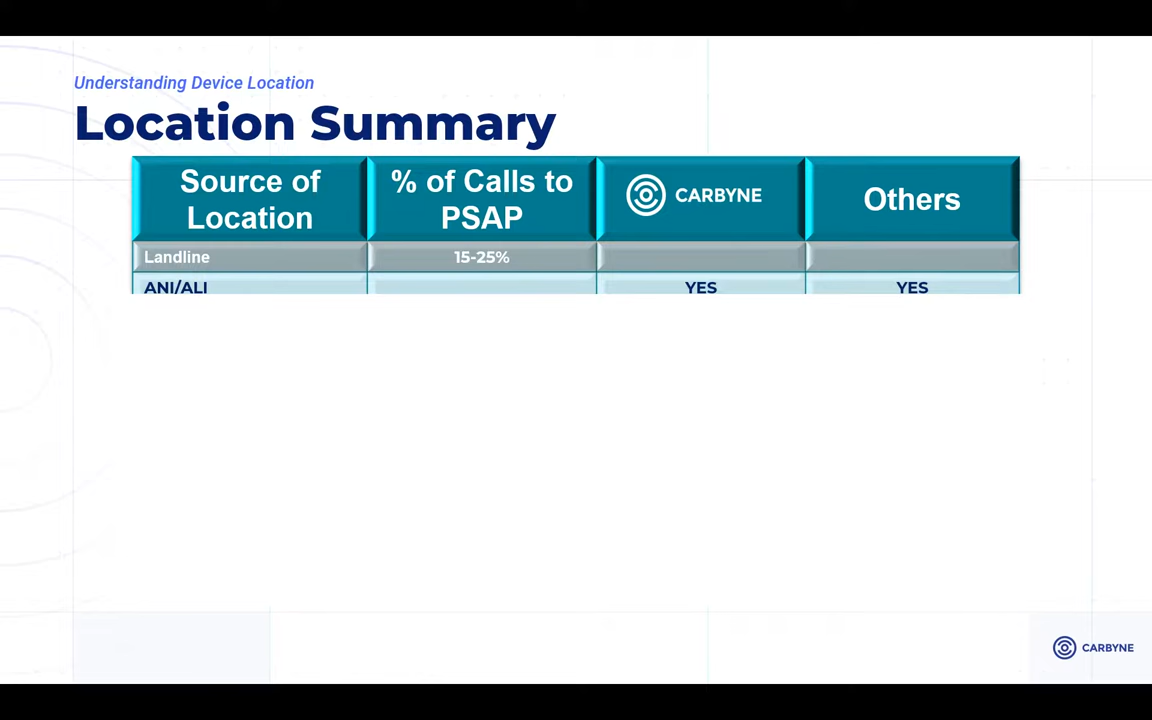 Understanding Device Location
Location Summary
Source of
Location
% of Calls to
PSAP
CARBYNE
Others
Landline
15-25%
ANI/ALI
YES
YES
CARBYNE